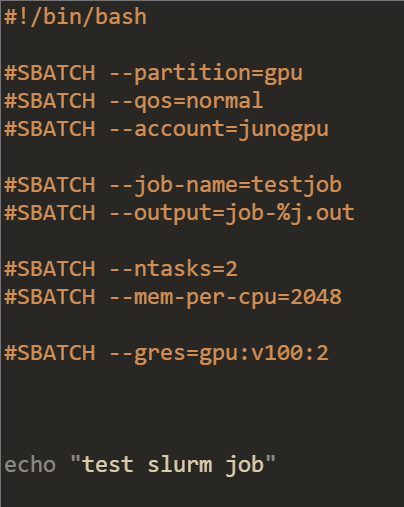 #!/bin/bash
#SBATCH --partition=gpu
#SBATCH --qos=normal
#SBATCH --account=junogpu
#SBATCH --job-name=testjob
#SBATCH --output=job-%j.out
#SBATCH --ntasks=2
#SBATCH --mem-per-cpu=2048
#SBATCH --gres=gpu:v100:2
echo "test slurm job"